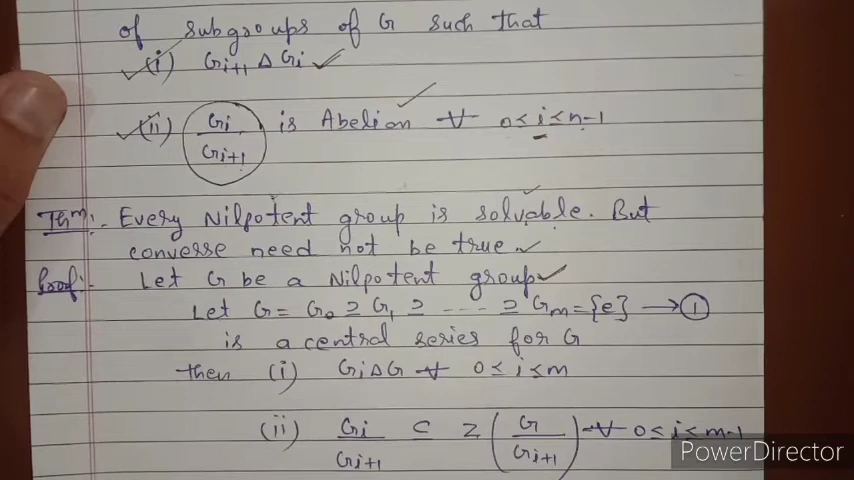 of subgroups of G such that
(i) Gi+1 Δ Gi
(ii) Gi/Gi+1 is Abelion ∀ 0≤i≤n-1
Thm:- Every Nilpotent group is solvable. But
converse need not be true
Proof:- Let G be a Nilpotent group
Let G = G0 ⊇ G1 ⊇ ---- ⊇ Gm = {e} → ①
is a central series for G
then (i) Gi Δ G ∀ 0≤i≤m
(ii) Gi/Gi+1 ⊆ Z(G/Gi+1) ∀ 0≤i≤m-1
PowerDirector